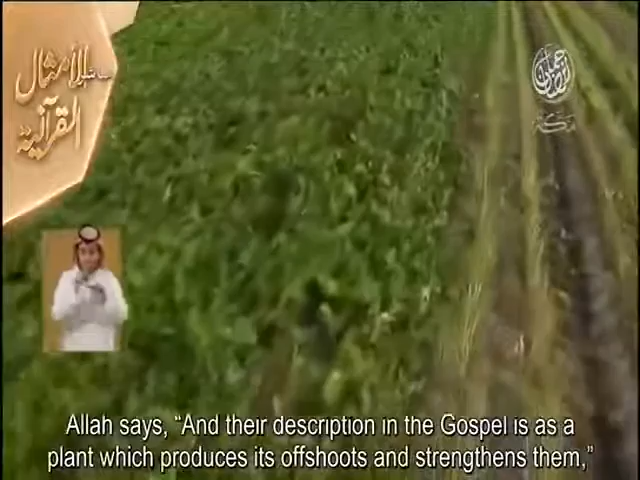 الأمثال
القرآنية
Allah says, “And their description in the Gospel is as a
plant which produces its offshoots and strengthens them,”